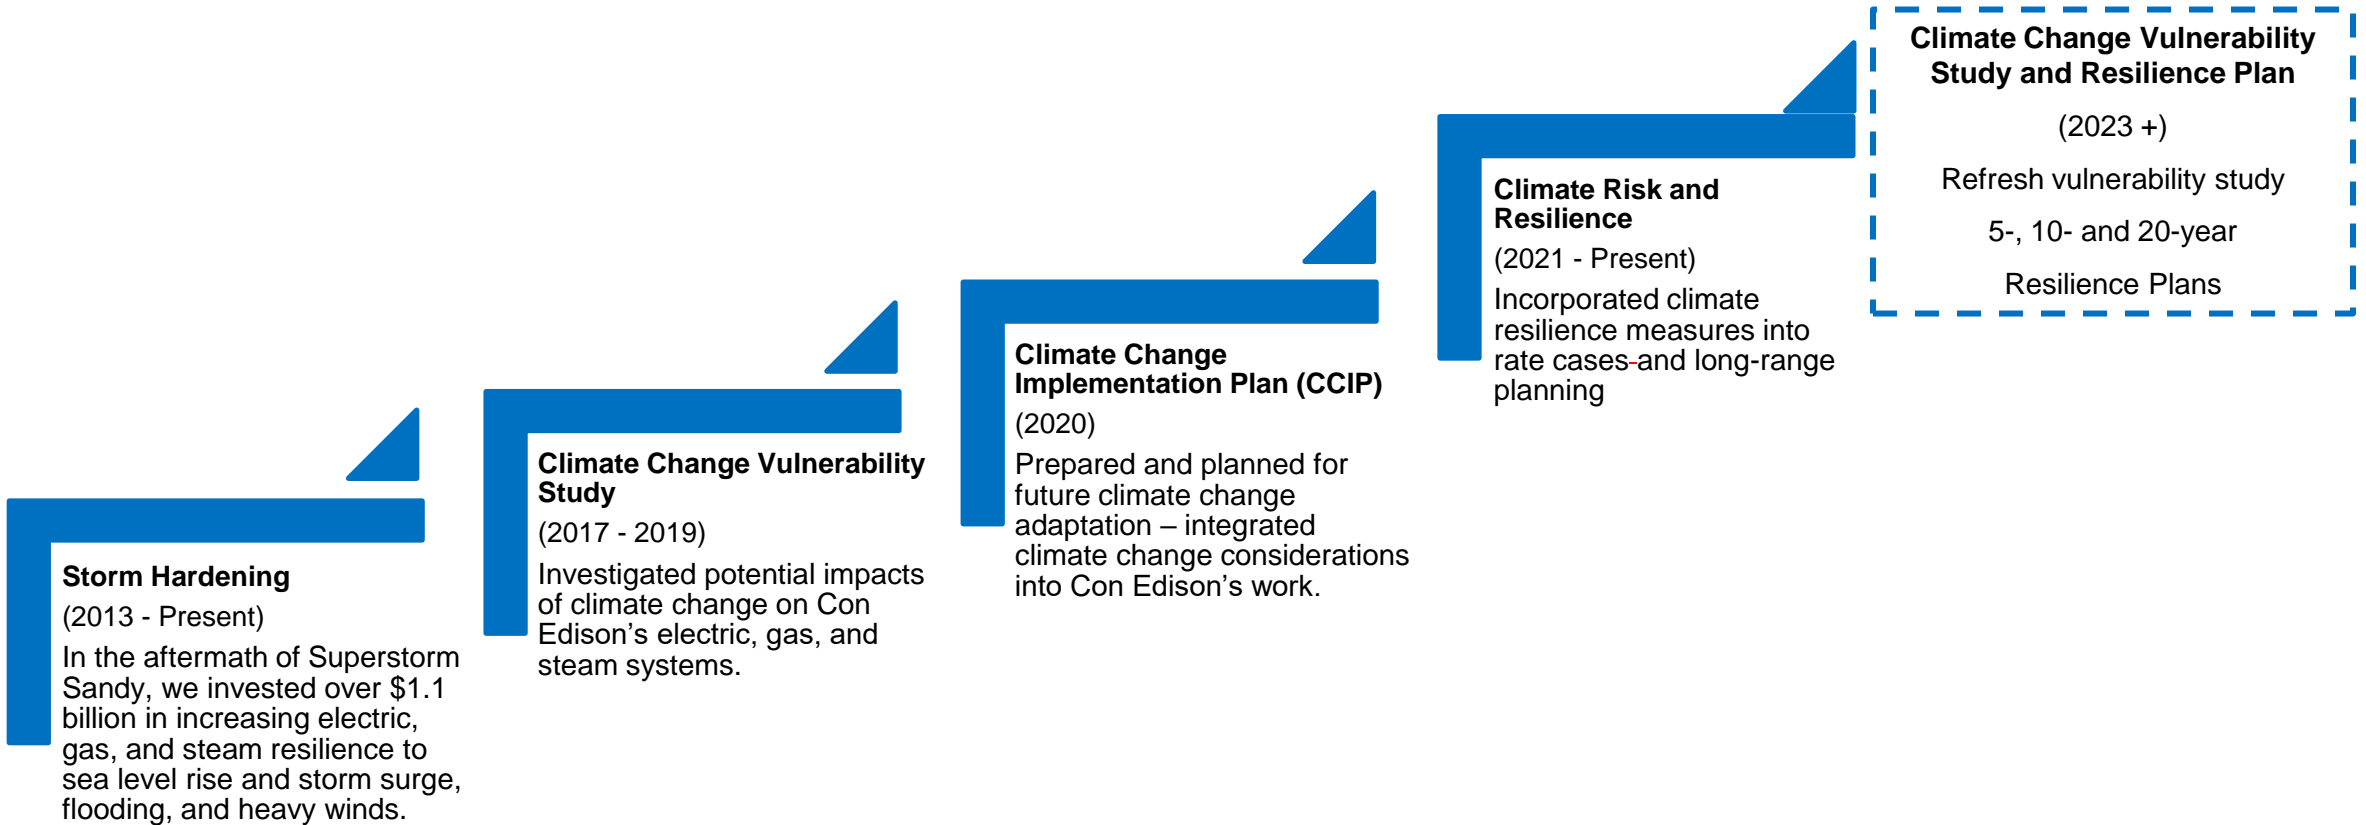 Storm Hardening
(2013 - Present)
In the aftermath of Superstorm
Sandy, we invested over $1.1
billion in increasing electric,
gas, and steam resilience to
sea level rise and storm surge,
flooding, and heavy winds.
Climate Change Vulnerability
Study
(2017 - 2019)
Investigated potential impacts
of climate change on Con
Edison’s electric, gas, and
steam systems.
Climate Change
Implementation Plan (CCIP)
(2020)
Prepared and planned for
future climate change
adaptation – integrated
climate change considerations
into Con Edison’s work.
Climate Risk and
Resilience
(2021 - Present)
Incorporated climate
resilience measures into
rate cases and long-range
planning
Climate Change Vulnerability
Study and Resilience Plan
(2023 +)
Refresh vulnerability study
5-, 10- and 20-year
Resilience Plans